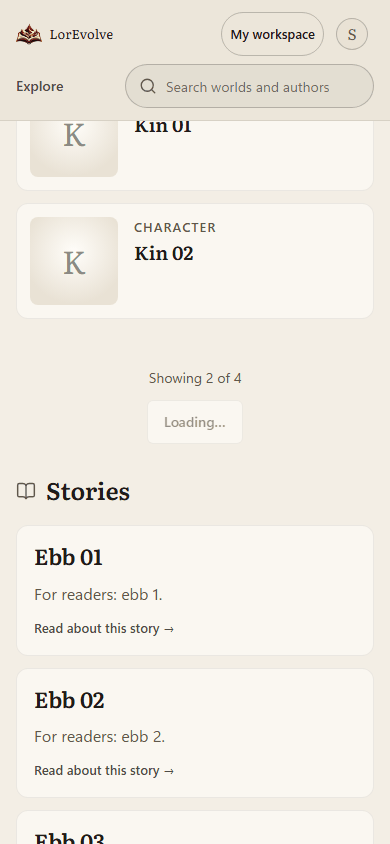 LorEvolve
My workspace
S
Explore
Search worlds and authors
K
Kin 01
K
CHARACTER
Kin 02
Showing 2 of 4
Loading...
Stories
Ebb 01
For readers: ebb 1.
Read about this story →
Ebb 02
For readers: ebb 2.
Read about this story →
Ebb 03